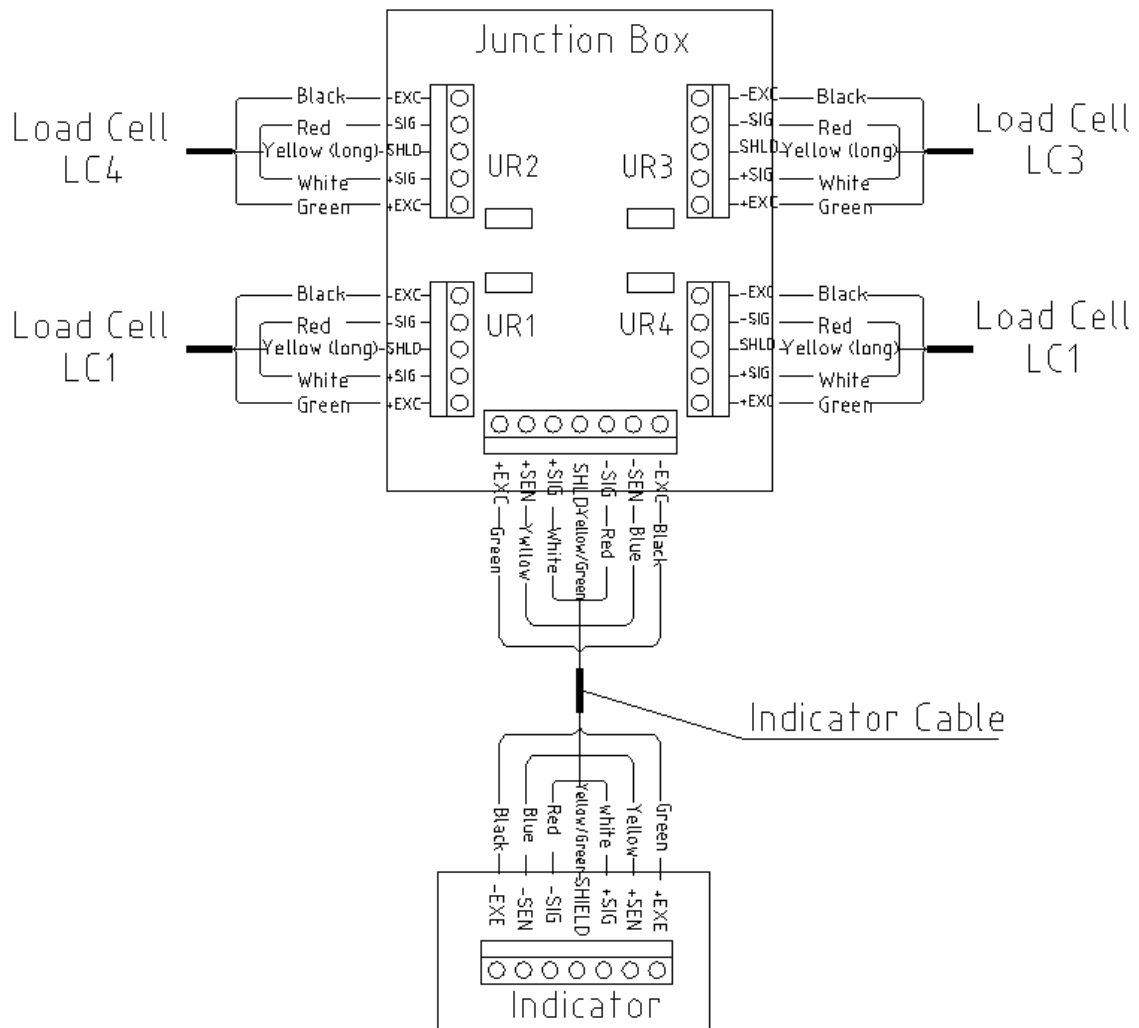 Junction Box
Load Cell
LC4
Black
Red
Yellow (long)
White
Green
-EXC
-SIG
SHLD
+SIG
+EXC
UR2
UR3
-EXC
-SIG
SHLD
+SIG
+EXC
Black
Red
Yellow (long)
White
Green
Load Cell
LC3
Load Cell
LC1
Black
Red
Yellow (long)
White
Green
-EXC
-SIG
SHLD
+SIG
+EXC
UR1
UR4
-EXC
-SIG
SHLD
+SIG
+EXC
Black
Red
Yellow (long)
White
Green
Load Cell
LC1
+EXC
+SEN
+SIG
SHLD
-SIG
-SEN
-EXC
Green
Ywllow
White
Yellow/Green
Red
Blue
Black
Indicator Cable
Black
Blue
Red
Yellow/Green
white
Yellow
Green
-EXE
-SEN
-SIG
SHIELD
+SIG
+SEN
+EXE
Indicator